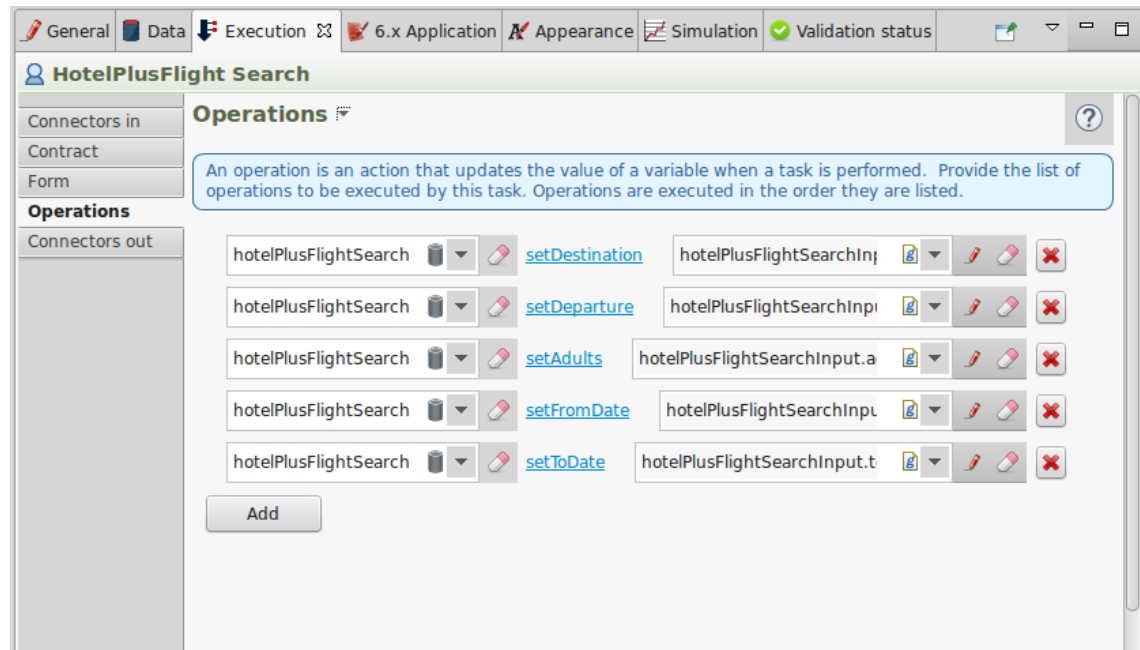 General Data Execution 6.x Application Appearance Simulation Validation status
HotelPlusFlight Search
Connectors in
Contract
Form
Operations
Connectors out
Operations
?
An operation is an action that updates the value of a variable when a task is performed. Provide the list of
operations to be executed by this task. Operations are executed in the order they are listed.
hotelPlusFlightSearch setDestination hotelPlusFlightSearchInp
hotelPlusFlightSearch setDeparture hotelPlusFlightSearchInpu
hotelPlusFlightSearch setAdults hotelPlusFlightSearchInput.a
hotelPlusFlightSearch setFromDate hotelPlusFlightSearchInpu
hotelPlusFlightSearch setToDate hotelPlusFlightSearchInput.t
Add